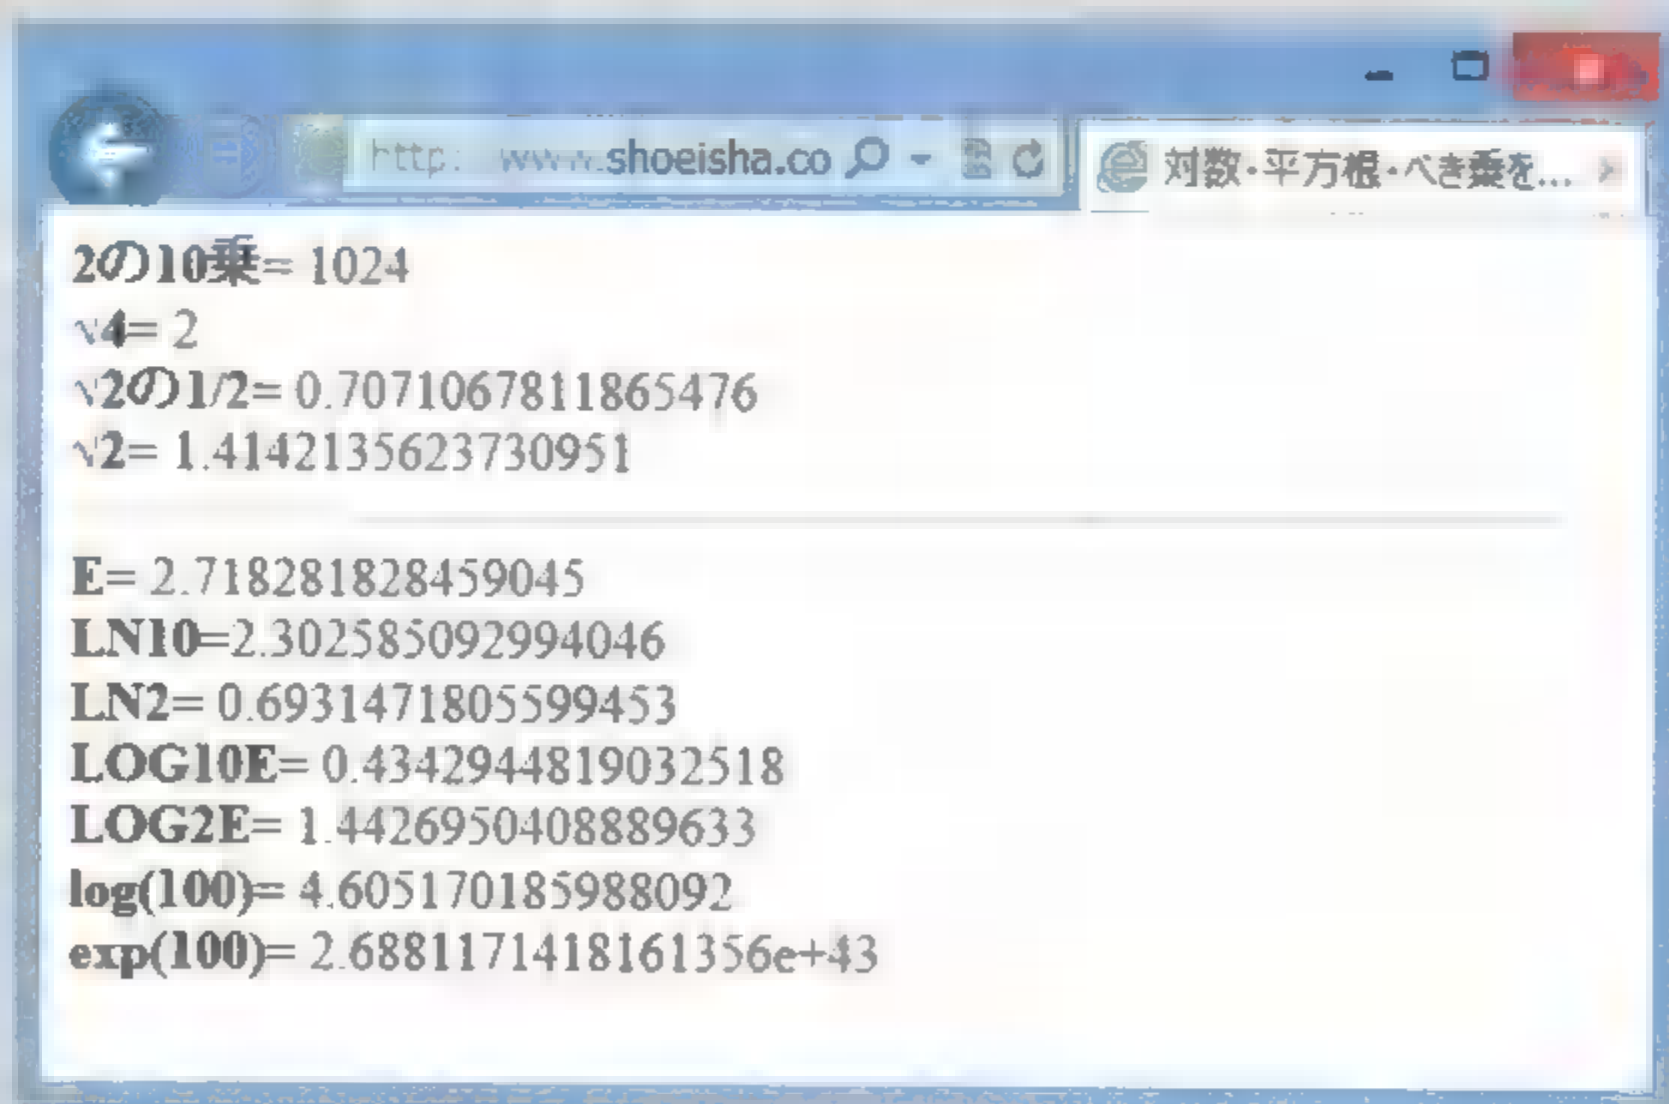 http: www.shoeisha.co
対数・平方根・べき乗を...
2の10乗= 1024
√4= 2
√2の1/2= 0.7071067811865476
√2= 1.4142135623730951
E= 2.718281828459045
LN10=2.302585092994046
LN2= 0.6931471805599453
LOG10E= 0.4342944819032518
LOG2E= 1.4426950408889633
log(100)= 4.605170185988092
exp(100)= 2.6881171418161356e+43